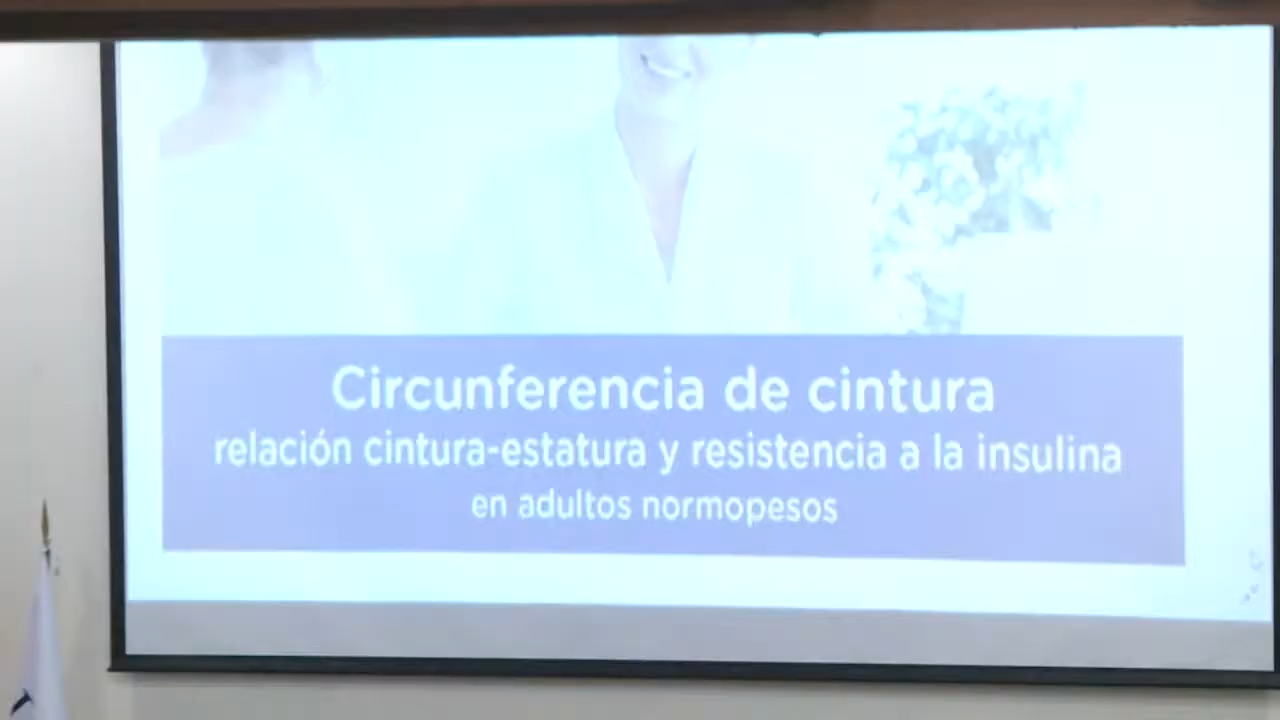 Circunferencia de cintura
relación cintura-estatura y resistencia a la insulina
en adultos normopesos